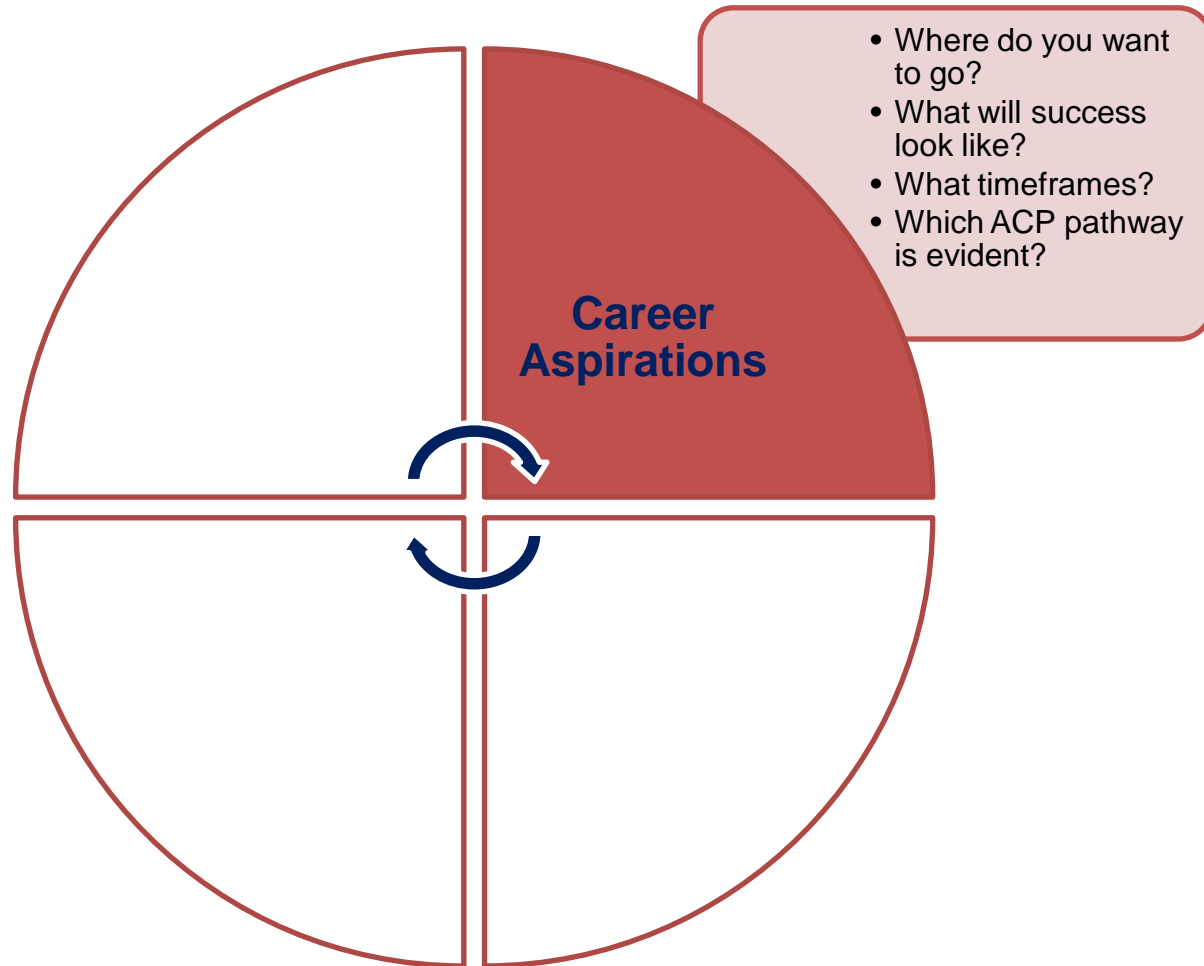 • Where do you want
to go?
• What will success
look like?
• What timeframes?
• Which ACP pathway
is evident?
Career
Aspirations